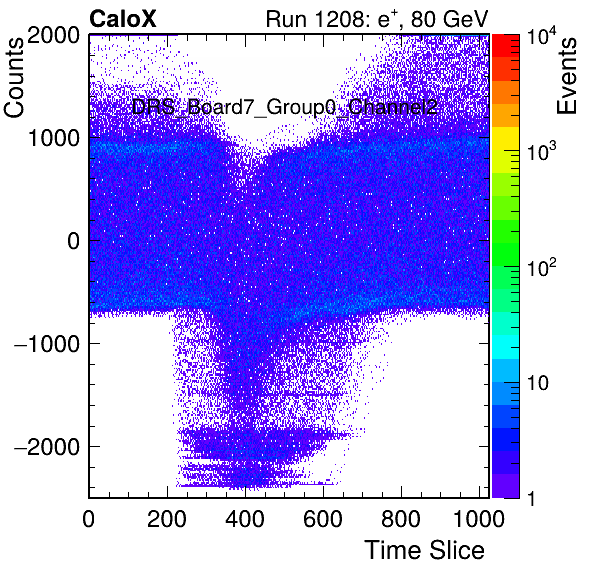 CaloX Run 1208: e⁺, 80 GeV
Counts
Events
DRS_Board7_Group0_Channel2
2000
1000
0
−1000
−2000
10⁴
10³
10²
10
1
0 200 400 600 800 1000
Time Slice